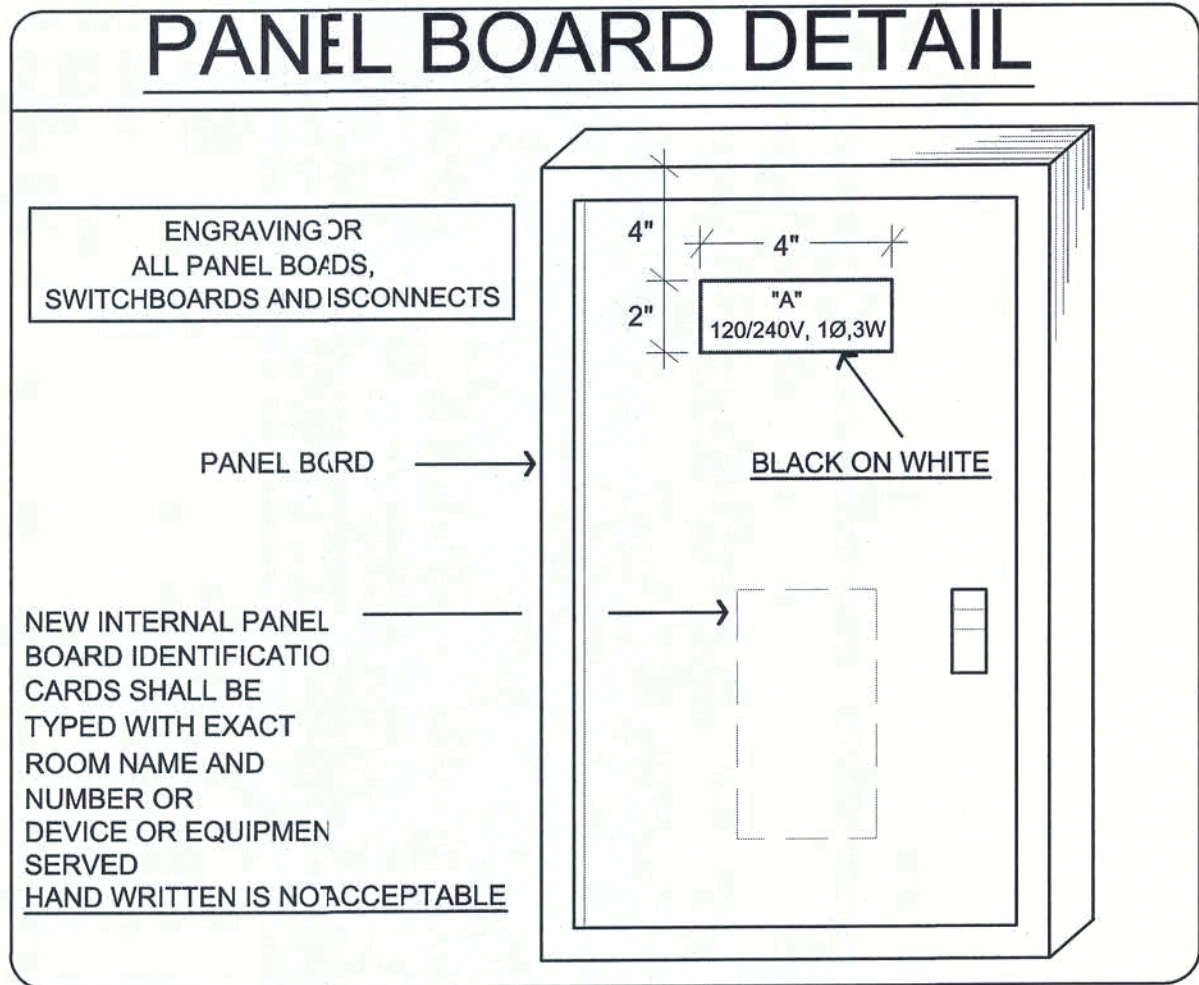 PANEL BOARD DETAIL
ENGRAVING OR
ALL PANEL BOADS,
SWITCHBOARDS AND ISCONNECTS
4"
4"
2"
"A"
120/240V, 1Ø,3W
PANEL BORD
BLACK ON WHITE
NEW INTERNAL PANEL
BOARD IDENTIFICATIO
CARDS SHALL BE
TYPED WITH EXACT
ROOM NAME AND
NUMBER OR
DEVICE OR EQUIPMEN
SERVED
HAND WRITTEN IS NOT ACCEPTABLE